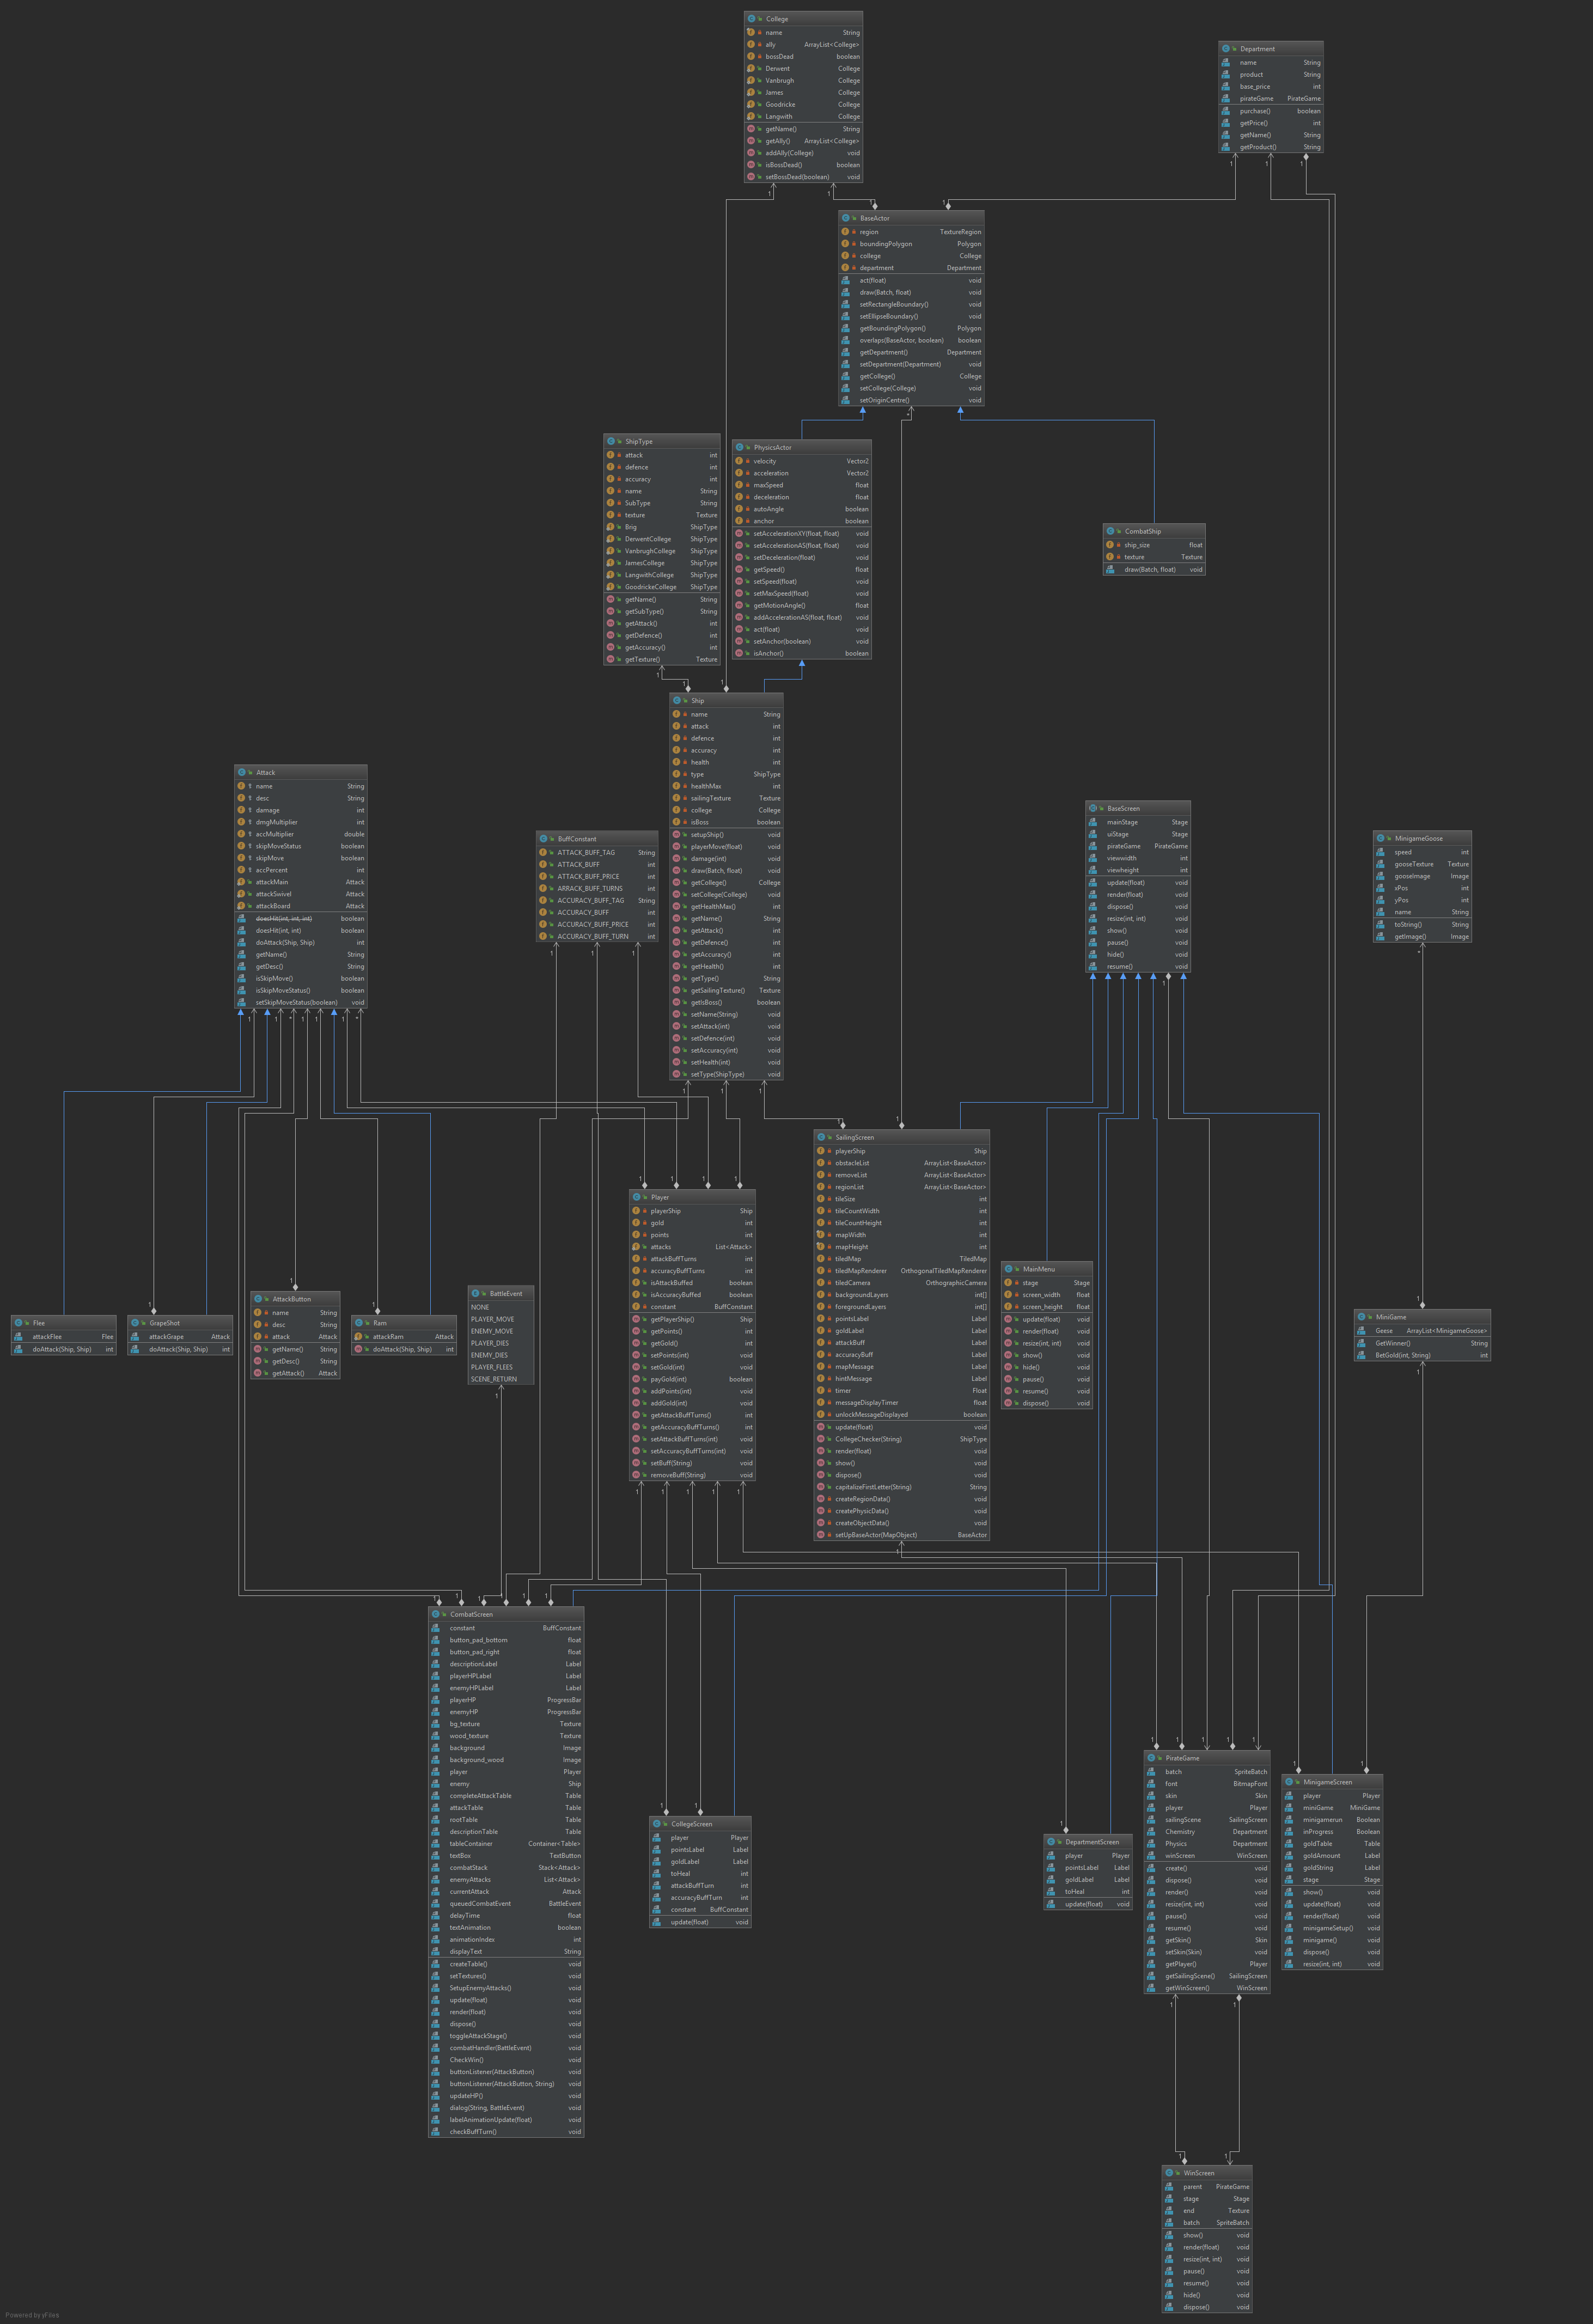 College
name String
ally ArrayList<College>
bossDead boolean
Derwent College
Vanbrugh College
James College
Goodricke College
Langwith College
getName() String
getAlly() ArrayList<College>
addAlly(College) void
isBossDead() boolean
setBossDead(boolean) void
Department
name String
product String
base_price int
pirateGame PirateGame
purchase() boolean
getPrice() int
getName() String
getProduct() String
BaseActor
region TextureRegion
boundingPolygon Polygon
college College
department Department
act(float) void
draw(Batch, float) void
setRectangleBoundary() void
setEllipseBoundary() void
getBoundingPolygon() Polygon
overlaps(BaseActor, boolean) boolean
getDepartment() Department
setDepartment(Department) void
getCollege() College
setCollege(College) void
setOriginCentre() void
ShipType
attack int
defence int
accuracy int
name String
SubType String
texture Texture
Brig ShipType
DerwentCollege ShipType
VanbrughCollege ShipType
JamesCollege ShipType
LangwithCollege ShipType
GoodrickeCollege ShipType
getName() String
getSubType() String
getAttack() int
getDefence() int
getAccuracy() int
getTexture() Texture
PhysicsActor
velocity Vector2
acceleration Vector2
maxSpeed float
deceleration float
autoAngle boolean
anchor boolean
setAccelerationXY(float, float) void
setAccelerationAS(float, float) void
setDeceleration(float) void
getSpeed() float
setSpeed(float) void
setMaxSpeed(float) void
getMotionAngle() float
addAccelerationAS(float, float) void
act(float) void
setAnchor(boolean) void
isAnchor() boolean
CombatShip
ship_size float
texture Texture
draw(Batch, float) void
Ship
name String
attack int
defence int
accuracy int
health int
type ShipType
healthMax int
sailingTexture Texture
college College
isBoss boolean
setupShip() void
playerMove(float) void
damage(int) void
draw(Batch, float) void
getCollege() College
setCollege(College) void
getHealthMax() int
getName() String
getAttack() int
getDefence() int
getAccuracy() int
getHealth() int
getType() String
getSailingTexture() Texture
getIsBoss() boolean
setName(String) void
setAttack(int) void
setDefence(int) void
setAccuracy(int) void
setHealth(int) void
setType(ShipType) void
Attack
name String
desc String
damage int
dmgMultiplier int
accMultiplier double
skipMoveStatus boolean
skipMove boolean
accPercent int
attackMain Attack
attackSwivel Attack
attackBoard Attack
doesHit(int, int, int) boolean
doesHit(int, int) boolean
doAttack(Ship, Ship) int
getName() String
getDesc() String
isSkipMove() boolean
isSkipMoveStatus() boolean
setSkipMoveStatus(boolean) void
BuffConstant
ATTACK_BUFF_TAG String
ATTACK_BUFF int
ATTACK_BUFF_PRICE int
ARRACK_BUFF_TURNS int
ACCURACY_BUFF_TAG String
ACCURACY_BUFF int
ACCURACY_BUFF_PRICE int
ACCURACY_BUFF_TURN int
BaseScreen
mainStage Stage
uiStage Stage
pirateGame PirateGame
viewwidth int
viewheight int
update(float) void
render(float) void
dispose() void
resize(int, int) void
show() void
pause() void
hide() void
resume() void
MinigameGoose
speed int
gooseTexture Texture
gooseImage Image
xPos int
yPos int
name String
toString() String
getImage() Image
SailingScreen
playerShip Ship
obstacleList ArrayList<BaseActor>
removeList ArrayList<BaseActor>
regionList ArrayList<BaseActor>
tileSize int
tileCountWidth int
tileCountHeight int
mapWidth int
mapHeight int
tiledMap TiledMap
tiledMapRenderer OrthogonalTiledMapRenderer
tiledCamera OrthographicCamera
backgroundLayers int[]
foregroundLayers int[]
pointsLabel Label
goldLabel Label
attackBuff Label
accuracyBuff Label
mapMessage Label
hintMessage Label
timer Float
messageDisplayTimer float
unlockMessageDisplayed boolean
update(float) void
CollegeChecker(String) ShipType
render(float) void
show() void
dispose() void
capitalizeFirstLetter(String) String
createRegionData() void
createPhysicData() void
createObjectData() void
setUpBaseActor(MapObject) BaseActor
Player
playerShip Ship
gold int
points int
attacks List<Attack>
attackBuffTurns int
accuracyBuffTurns int
isAttackBuffed boolean
isAccuracyBuffed boolean
constant BuffConstant
getPlayerShip() Ship
getPoints() int
getGold() int
setPoints(int) void
setGold(int) void
payGold(int) boolean
addPoints(int) void
addGold(int) void
getAttackBuffTurns() int
getAccuracyBuffTurns() int
setAttackBuffTurns(int) void
setAccuracyBuffTurns(int) void
setBuff(String) void
removeBuff(String) void
MainMenu
stage Stage
screen_width float
screen_height float
update(float) void
render(float) void
resize(int, int) void
show() void
hide() void
pause() void
resume() void
dispose() void
BattleEvent
NONE
PLAYER_MOVE
ENEMY_MOVE
PLAYER_DIES
ENEMY_DIES
PLAYER_FLEES
SCENE_RETURN
Flee
attackFlee Flee
doAttack(Ship, Ship) int
GrapeShot
attackGrape Attack
doAttack(Ship, Ship) int
AttackButton
name String
desc String
attack Attack
getName() String
getDesc() String
getAttack() Attack
Ram
attackRam Attack
doAttack(Ship, Ship) int
MiniGame
Geese ArrayList<MinigameGoose>
GetWinner() String
BetGold(int, String) int
CombatScreen
constant BuffConstant
button_pad_bottom float
button_pad_right float
descriptionLabel Label
playerHPLabel Label
enemyHPLabel Label
playerHP ProgressBar
enemyHP ProgressBar
bg_texture Texture
wood_texture Texture
background Image
background_wood Image
player Player
enemy Ship
completeAttackTable Table
attackTable Table
rootTable Table
descriptionTable Table
tableContainer Container<Table>
textBox TextButton
combatStack Stack<Attack>
enemyAttacks List<Attack>
currentAttack Attack
queuedCombatEvent BattleEvent
delayTime float
textAnimation boolean
animationIndex int
displayText String
createTable() void
setTextures() void
SetupEnemyAttacks() void
update(float) void
render(float) void
dispose() void
toggleAttackStage() void
combatHandler(BattleEvent) void
CheckWin() void
buttonListener(AttackButton) void
buttonListener(AttackButton, String) void
updateHP() void
dialog(String, BattleEvent) void
labelAnimationUpdate(float) void
checkBuffTurn() void
CollegeScreen
player Player
pointsLabel Label
goldLabel Label
toHeal int
attackBuffTurn int
accuracyBuffTurn int
constant BuffConstant
update(float) void
DepartmentScreen
player Player
pointsLabel Label
goldLabel Label
toHeal int
update(float) void
PirateGame
batch SpriteBatch
font BitmapFont
skin Skin
player Player
sailingScene SailingScreen
Chemistry Department
Physics Department
winScreen WinScreen
create() void
dispose() void
render() void
resize(int, int) void
pause() void
resume() void
getSkin() Skin
setSkin(Skin) void
getPlayer() Player
getSailingScene() SailingScreen
getWinScreen() WinScreen
MinigameScreen
player Player
miniGame MiniGame
minigamerun Boolean
inProgress Boolean
goldTable Table
goldAmount Label
goldString Label
stage Stage
show() void
update(float) void
render(float) void
minigameSetup() void
minigame() void
dispose() void
resize(int, int) void
WinScreen
parent PirateGame
stage Stage
end Texture
batch SpriteBatch
show() void
render(float) void
resize(int, int) void
pause() void
resume() void
hide() void
dispose() void
Powered by yFiles